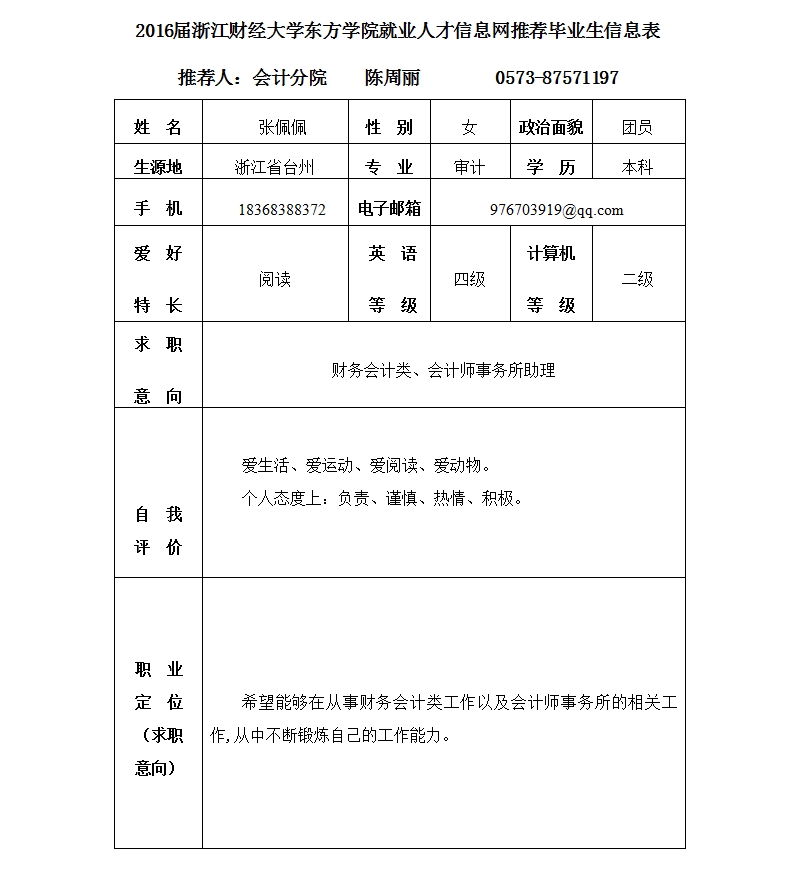 2016届浙江财经大学东方学院就业人才信息网推荐毕业生信息表
推荐人：会计分院 陈周丽 0573-87571197
姓 名 张佩佩 性 别 女 政治面貌 团员
生源地 浙江省台州 专 业 审计 学 历 本科
手 机 18368388372 电子邮箱 976703919@qq.com
爱 好 英 语 计算机
阅读 四级 二级
特 长 等 级 等 级
求 职
财务会计类、会计师事务所助理
意 向
爱生活、爱运动、爱阅读、爱动物。
个人态度上：负责、谨慎、热情、积极。
自 我
评 价
职 业
定 位 希望能够在从事财务会计类工作以及会计师事务所的相关工
（求职 作,从中不断锻炼自己的工作能力。
意向）